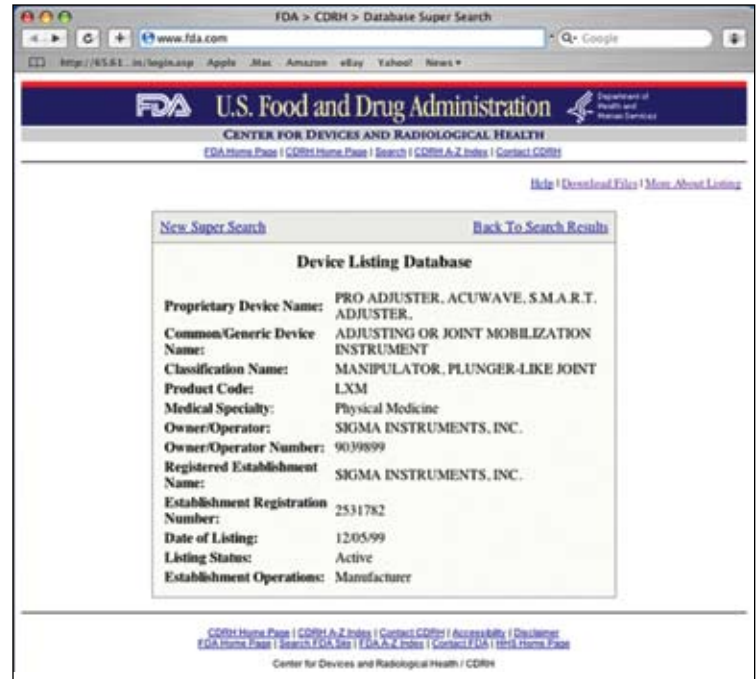 FDA > CDRH > Database Super Search
www.fda.com
Q- Google
Apple .Mac Amazon eBay Yahoo! News
FDA U.S. Food and Drug Administration Department of Health and Human Services
CENTER FOR DEVICES AND RADIOLOGICAL HEALTH
FDA Home Page | CDRH Home Page | Search | CDRH A-Z Index | Contact CDRH
Help | Download Files | More About Listing
New Super Search Back To Search Results
Device Listing Database
Proprietary Device Name: PRO ADJUSTER, ACUWAVE, S.M.A.R.T.
ADJUSTER,
Common/Generic Device ADJUSTING OR JOINT MOBILIZATION
Name: INSTRUMENT
Classification Name: MANIPULATOR, PLUNGER-LIKE JOINT
Product Code: LXM
Medical Specialty: Physical Medicine
Owner/Operator: SIGMA INSTRUMENTS, INC.
Owner/Operator Number: 9039899
Registered Establishment
Name: SIGMA INSTRUMENTS, INC.
Establishment Registration
Number: 2531782
Date of Listing: 12/05/99
Listing Status: Active
Establishment Operations: Manufacturer
CDRH Home Page | CDRH A-Z Index | Contact CDRH | Accessibility | Disclaimer
FDA Home Page | Search FDA Site | FDA A-Z Index | Contact FDA | HHS Home Page
Center for Devices and Radiological Health / CDRH